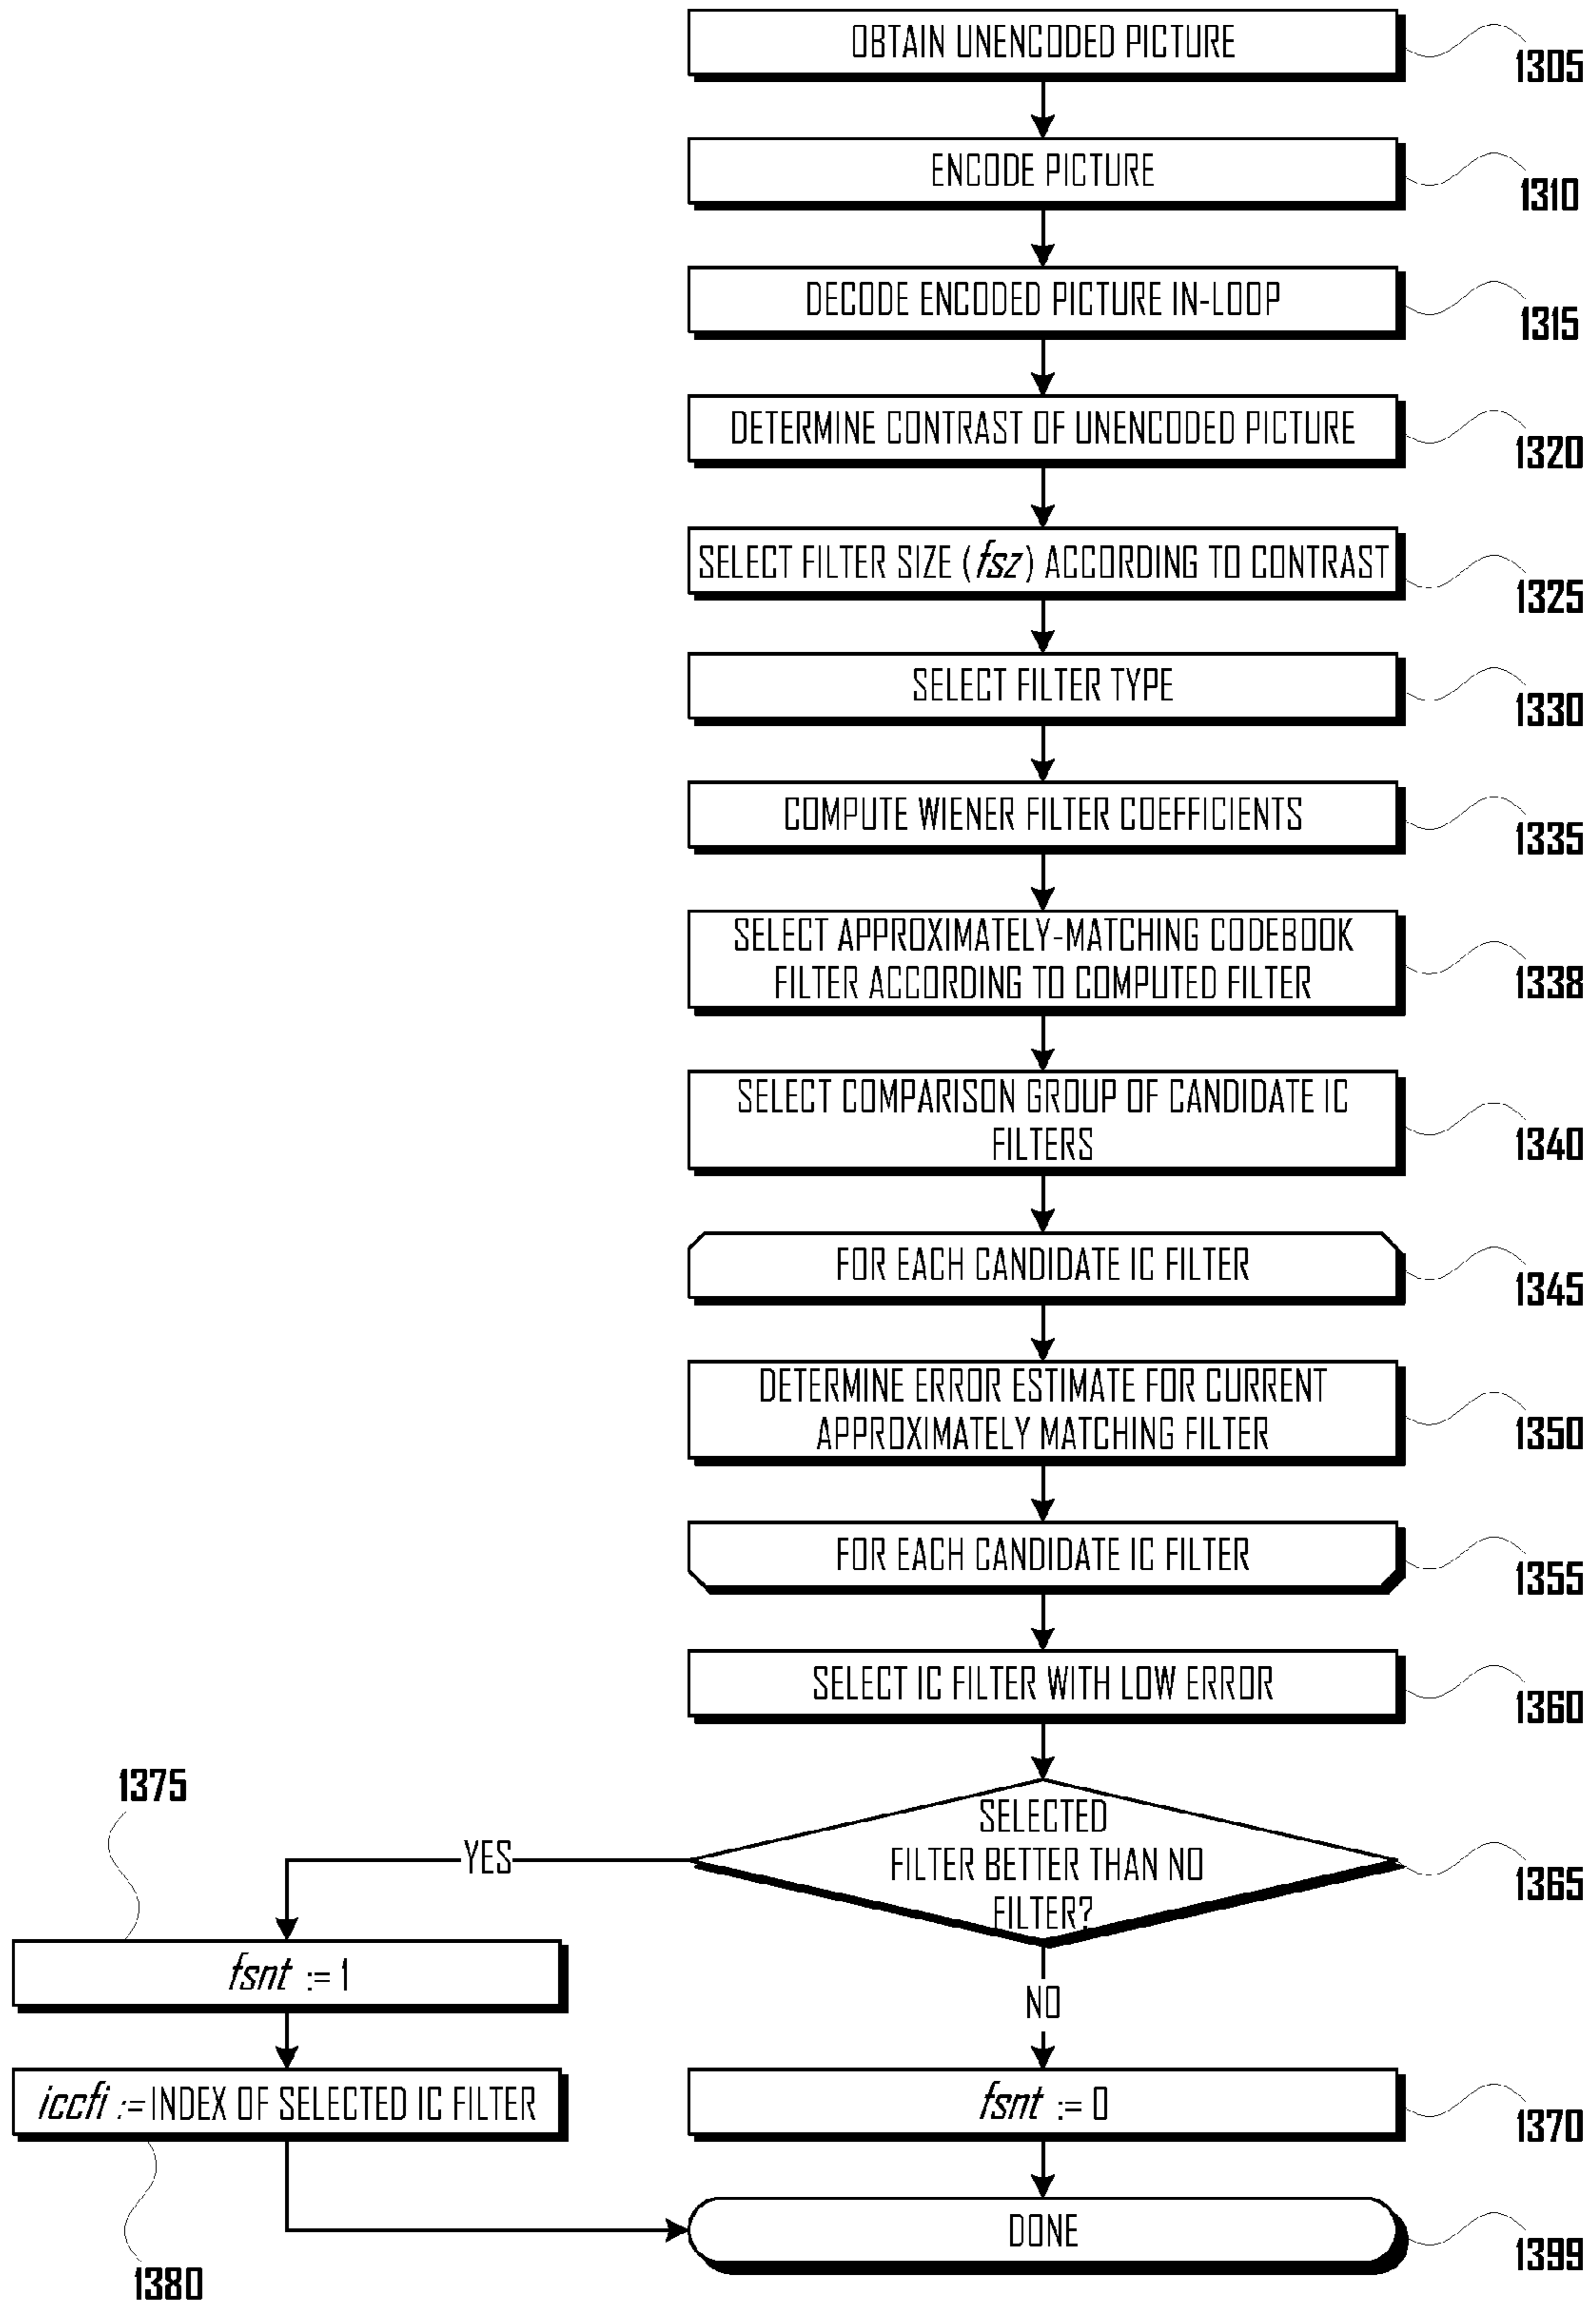 OBTAIN UNENCODED PICTURE
1305
ENCODE PICTURE
1310
DECODE ENCODED PICTURE IN-LOOP
1315
DETERMINE CONTRAST OF UNENCODED PICTURE
1320
SELECT FILTER SIZE (fsz) ACCORDING TO CONTRAST
1325
SELECT FILTER TYPE
1330
COMPUTE WIENER FILTER COEFFICIENTS
1335
SELECT APPROXIMATELY-MATCHING CODEBOOK
FILTER ACCORDING TO COMPUTED FILTER
1338
SELECT COMPARISON GROUP OF CANDIDATE IC
FILTERS
1340
FOR EACH CANDIDATE IC FILTER
1345
DETERMINE ERROR ESTIMATE FOR CURRENT
APPROXIMATELY MATCHING FILTER
1350
FOR EACH CANDIDATE IC FILTER
1355
SELECT IC FILTER WITH LOW ERROR
1360
SELECTED
FILTER BETTER THAN NO
FILTER?
1365
YES
1375
fsnt := 1
iccfi := INDEX OF SELECTED IC FILTER
1380
NO
fsnt := 0
1370
DONE
1399